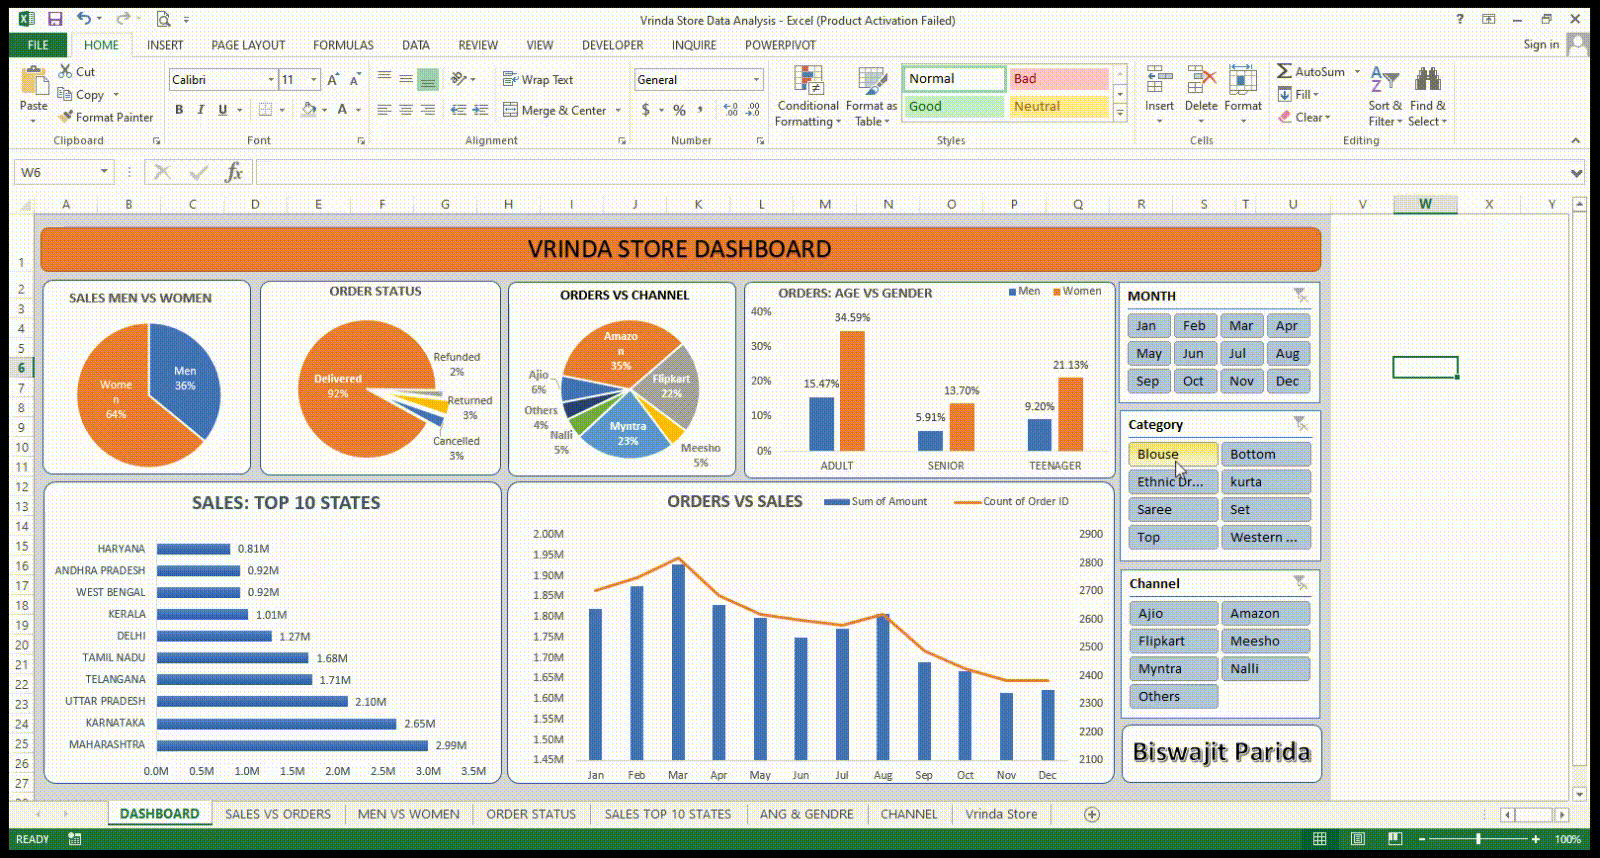 Vrinda Store Data Analysis - Excel (Product Activation Failed)
FILE HOME INSERT PAGE LAYOUT FORMULAS DATA REVIEW VIEW DEVELOPER INQUIRE POWERPIVOT Sign in
Paste
Cut
Copy
Format Painter
Clipboard
Calibri 11
B I U
Font
Wrap Text
Merge & Center
Alignment
General
$ % ,
Number
Conditional Formatting
Format as Table
Normal Bad
Good Neutral
Styles
Insert Delete Format
Cells
AutoSum
Fill
Clear
Sort & Filter
Find & Select
Editing
W6
fx
A B C D E F G H I J K L M N O P Q R S T U V W X Y
1
2
3
4
5
6
7
8
9
10
11
12
13
14
15
16
17
18
19
20
21
22
23
24
25
26
27
VRINDA STORE DASHBOARD
SALES MEN VS WOMEN
Men
36%
Wome
n
64%
ORDER STATUS
Delivered
92%
Refunded
2%
Returned
3%
Cancelled
3%
ORDERS VS CHANNEL
Amazo
n
35%
Flipkart
22%
Meesho
5%
Myntra
23%
Nalli
5%
Others
4%
Ajio
6%
ORDERS: AGE VS GENDER
Men Women
40%
30%
20%
10%
0%
15.47% 34.59%
5.91% 13.70%
9.20% 21.13%
ADULT SENIOR TEENAGER
MONTH
Jan Feb Mar Apr
May Jun Jul Aug
Sep Oct Nov Dec
Category
Blouse Bottom
Ethnic Dr... kurta
Saree Set
Top Western ...
Channel
Ajio Amazon
Flipkart Meesho
Myntra Nalli
Others
Biswajit Parida
SALES: TOP 10 STATES
HARYANA 0.81M
ANDHRA PRADESH 0.92M
WEST BENGAL 0.92M
KERALA 1.01M
DELHI 1.27M
TAMIL NADU 1.68M
TELANGANA 1.71M
UTTAR PRADESH 2.10M
KARNATAKA 2.65M
MAHARASHTRA 2.99M
0.0M 0.5M 1.0M 1.5M 2.0M 2.5M 3.0M 3.5M
ORDERS VS SALES
Sum of Amount Count of Order ID
2.00M
1.95M
1.90M
1.85M
1.80M
1.75M
1.70M
1.65M
1.60M
1.55M
1.50M
1.45M
2900
2800
2700
2600
2500
2400
2300
2200
2100
Jan Feb Mar Apr May Jun Jul Aug Sep Oct Nov Dec
DASHBOARD SALES VS ORDERS MEN VS WOMEN ORDER STATUS SALES TOP 10 STATES ANG & GENDRE CHANNEL Vrinda Store
READY
100%